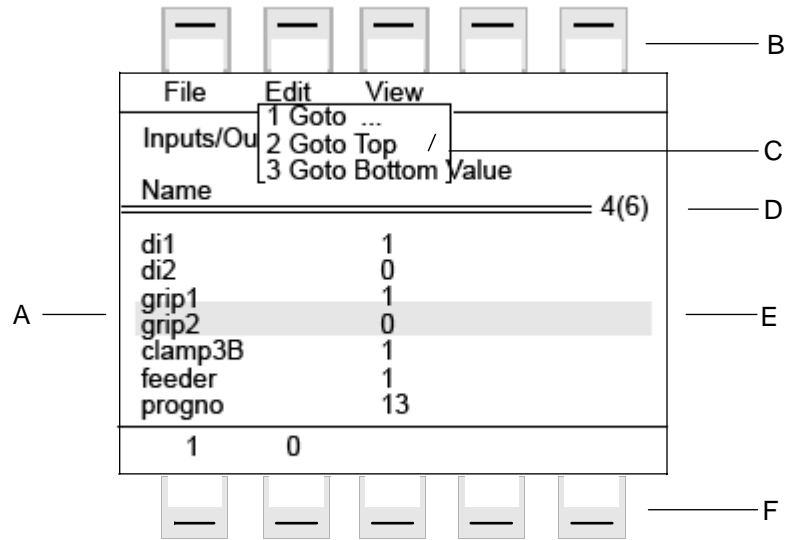 B
File Edit View
1 Goto ...
Inputs/Ou 2 Goto Top / C
3 Goto Bottom Value
Name
4(6) D
di1 1
di2 0
grip1 1
A E
grip2 0
clamp3B 1
feeder 1
progno 13
1 0
F